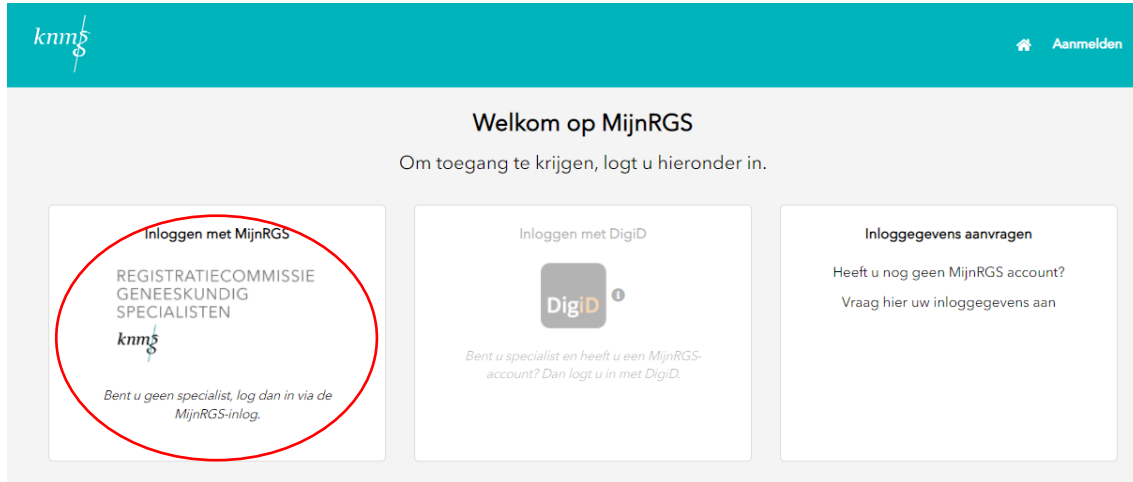 knmg
Aanmelden
Welkom op MijnRGS
Om toegang te krijgen, logt u hieronder in.
Inloggen met MijnRGS
REGISTRATIECOMMISSIE
GENEESKUNDIG
SPECIALISTEN
knmg
Bent u geen specialist, log dan in via de
MijnRGS-inlog.
Inloggen met DigiD
DigiD
Bent u specialist en heeft u een MijnRGS-
account? Dan logt u in met DigiD.
Inloggegevens aanvragen
Heeft u nog geen MijnRGS account?
Vraag hier uw inloggegevens aan